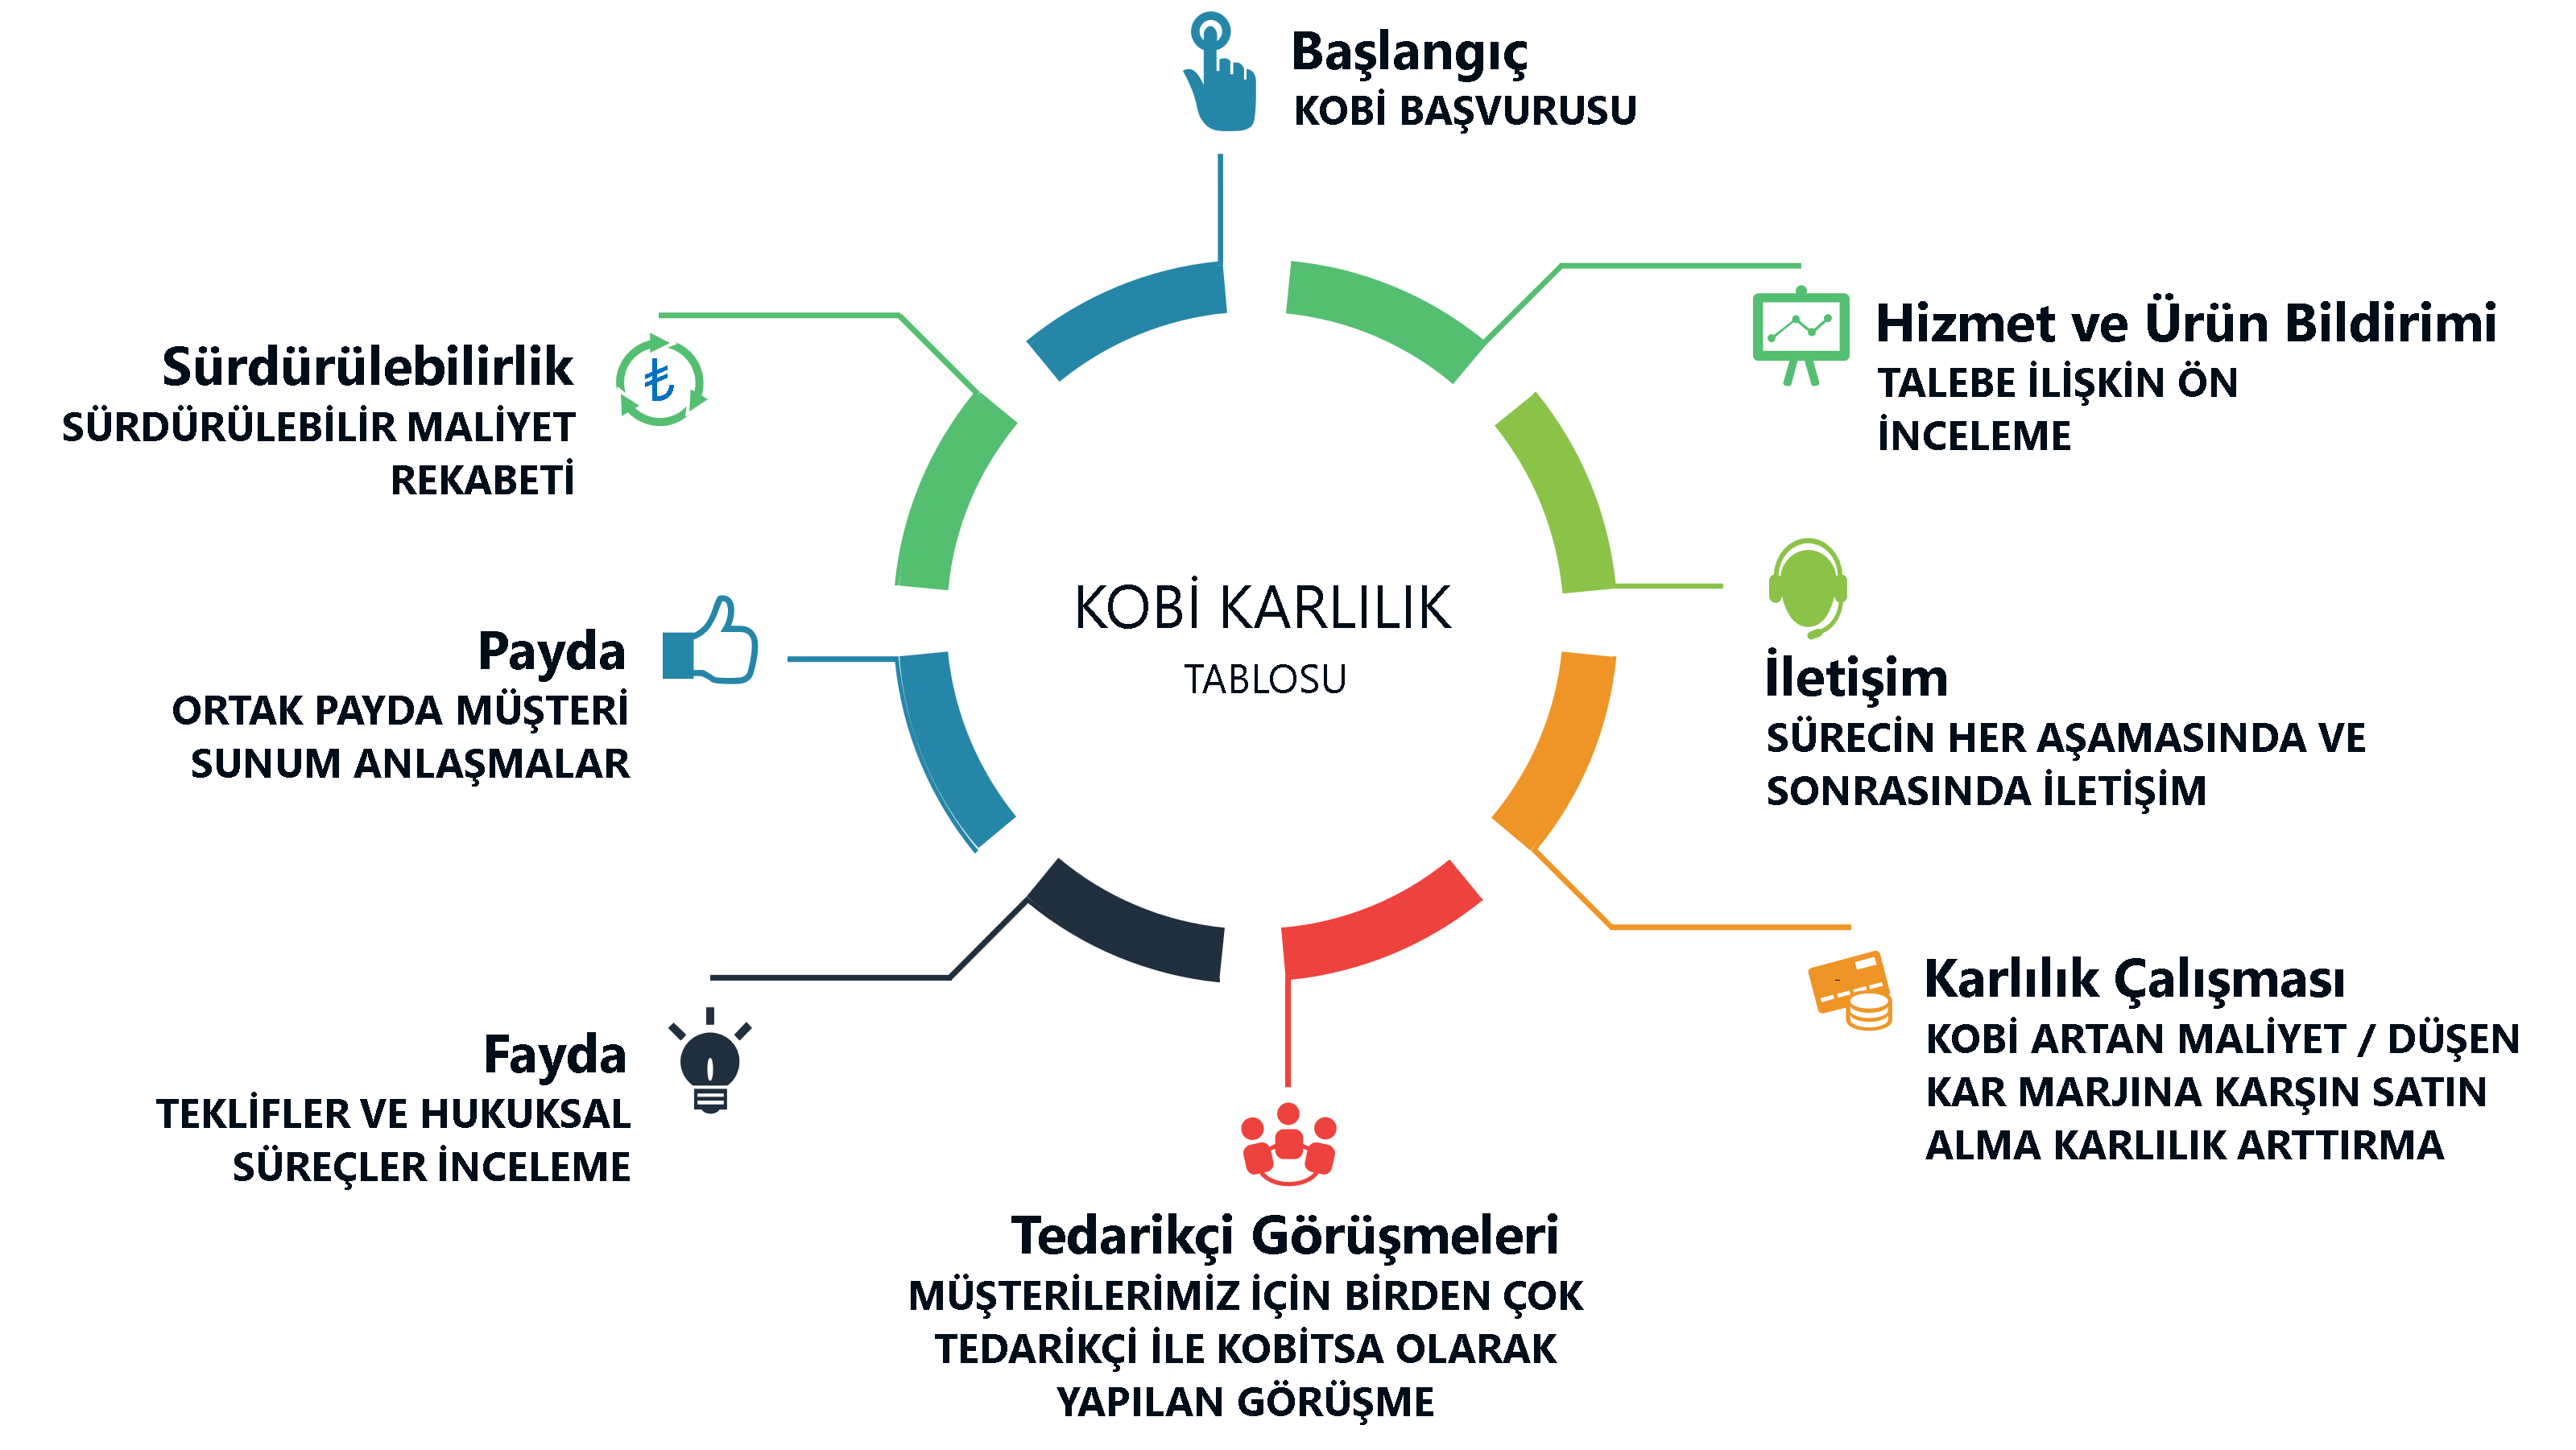 Başlangıç
KOBİ BAŞVURUSU
Hizmet ve Ürün Bildirimi
TALEBE İLİŞKİN ÖN
İNCELEME
İletişim
SÜRECİN HER AŞAMASINDA VE
SONRASINDA İLETİŞİM
Karlılık Çalışması
KOBİ ARTAN MALİYET / DÜŞEN
KAR MARJINA KARŞIN SATIN
ALMA KARLILIK ARTTIRMA
Tedarikçi Görüşmeleri
MÜŞTERİLERİMİZ İÇİN BİRDEN ÇOK
TEDARİKÇİ İLE KOBİTSA OLARAK
YAPILAN GÖRÜŞME
Fayda
TEKLİFLER VE HUKUKSAL
SÜREÇLER İNCELEME
Payda
ORTAK PAYDA MÜŞTERİ
SUNUM ANLAŞMALAR
Sürdürülebilirlik
SÜRDÜRÜLEBİLİR MALİYET
REKABETİ
₺
KOBİ KARLILIK
TABLOSU